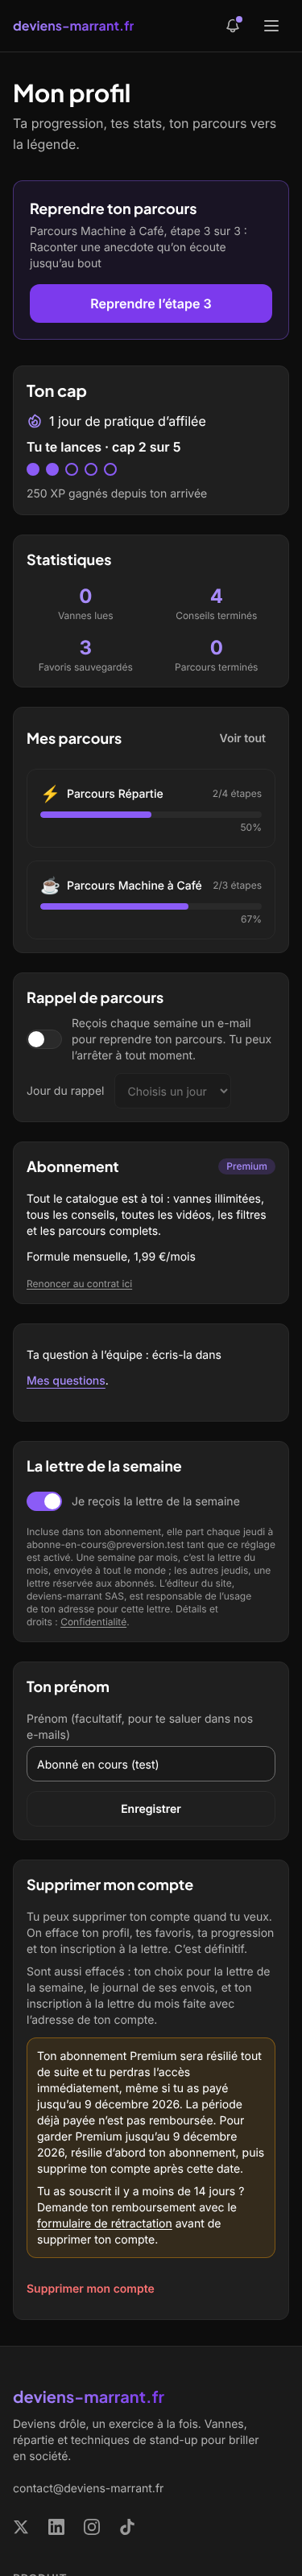 deviens-marrant.fr
Mon profil
Ta progression, tes stats, ton parcours vers
la légende.
Reprendre ton parcours
Parcours Machine à Café, étape 3 sur 3 :
Raconter une anecdote qu’on écoute
jusqu’au bout
Reprendre l’étape 3
Ton cap
1 jour de pratique d’affilée
Tu te lances · cap 2 sur 5
250 XP gagnés depuis ton arrivée
Statistiques
0
Vannes lues
4
Conseils terminés
3
Favoris sauvegardés
0
Parcours terminés
Mes parcours
Voir tout
Parcours Répartie
2/4 étapes
50%
Parcours Machine à Café
2/3 étapes
67%
Rappel de parcours
Reçois chaque semaine un e-mail
pour reprendre ton parcours. Tu peux
l’arrêter à tout moment.
Jour du rappel
Choisis un jour
Abonnement
Premium
Tout le catalogue est à toi : vannes illimitées,
tous les conseils, toutes les vidéos, les filtres
et les parcours complets.
Formule mensuelle, 1,99 €/mois
Renoncer au contrat ici
Ta question à l’équipe : écris-la dans
Mes questions.
La lettre de la semaine
Je reçois la lettre de la semaine
Incluse dans ton abonnement, elle part chaque jeudi à
abonne-en-cours@preversion.test tant que ce réglage
est activé. Une semaine par mois, c’est la lettre du
mois, envoyée à tout le monde ; les autres jeudis, une
lettre réservée aux abonnés. L’éditeur du site,
deviens-marrant SAS, est responsable de l’usage
de ton adresse pour cette lettre. Détails et
droits : Confidentialité.
Ton prénom
Prénom (facultatif, pour te saluer dans nos
e-mails)
Abonné en cours (test)
Enregistrer
Supprimer mon compte
Tu peux supprimer ton compte quand tu veux.
On efface ton profil, tes favoris, ta progression
et ton inscription à la lettre. C’est définitif.
Sont aussi effacés : ton choix pour la lettre de
la semaine, le journal de ses envois, et ton
inscription à la lettre du mois faite avec
l’adresse de ton compte.
Ton abonnement Premium sera résilié tout
de suite et tu perdras l’accès
immédiatement, même si tu as payé
jusqu’au 9 décembre 2026. La période
déjà payée n’est pas remboursée. Pour
garder Premium jusqu’au 9 décembre
2026, résilie d’abord ton abonnement, puis
supprime ton compte après cette date.
Tu as souscrit il y a moins de 14 jours ?
Demande ton remboursement avec le
formulaire de rétractation avant de
supprimer ton compte.
Supprimer mon compte
deviens-marrant.fr
Deviens drôle, un exercice à la fois. Vannes,
répartie et techniques de stand-up pour briller
en société.
contact@deviens-marrant.fr